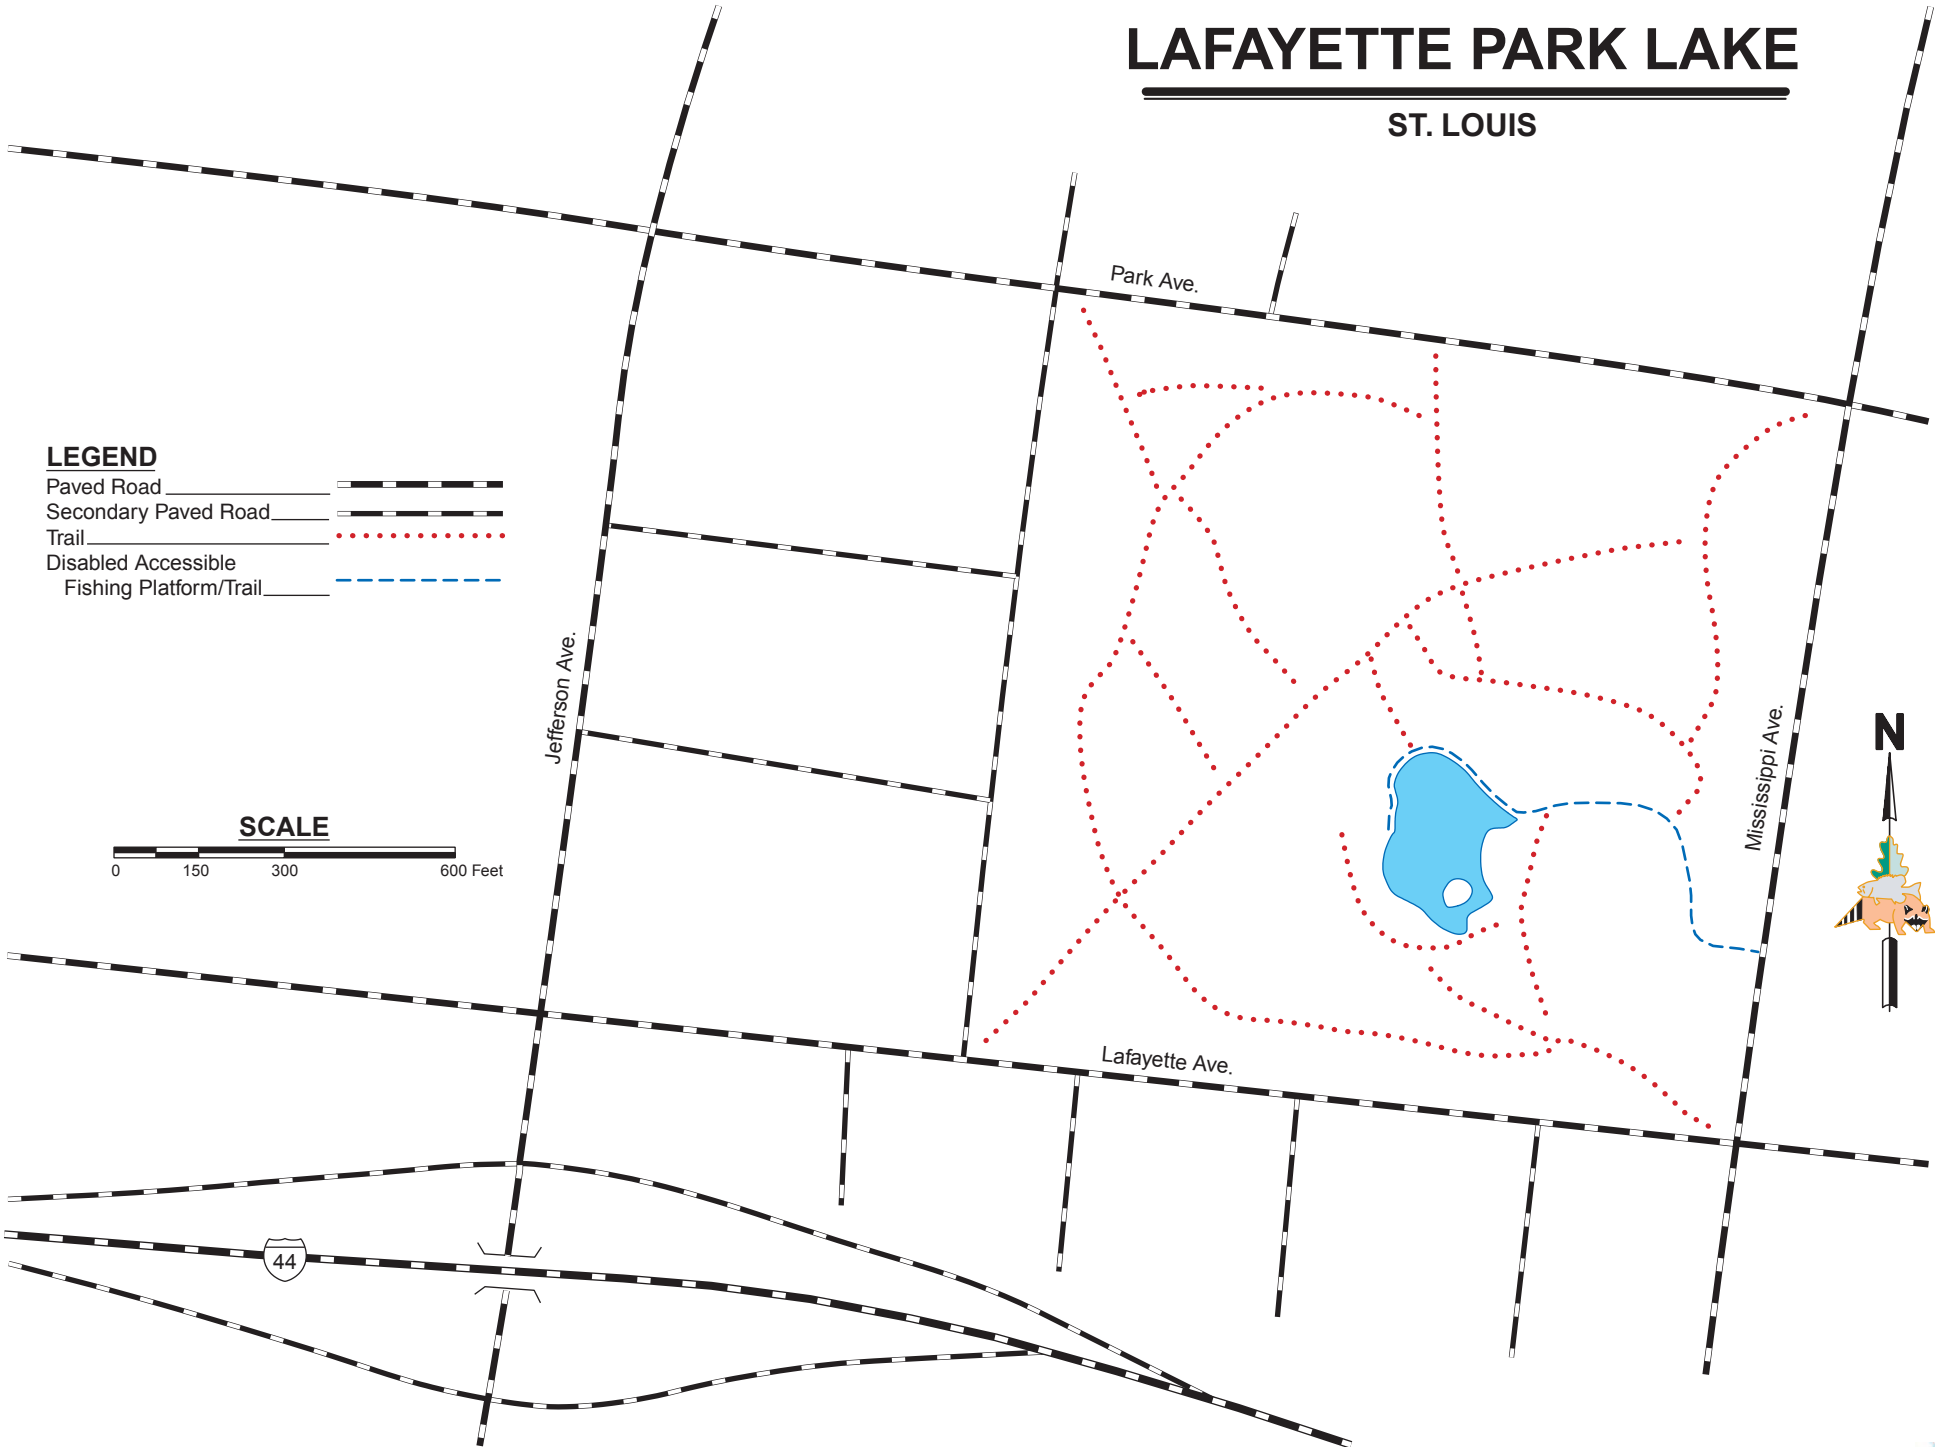 LAFAYETTE PARK LAKE
ST. LOUIS
Park Ave.
LEGEND
Paved Road
Secondary Paved Road
Trail
Disabled Accessible
Fishing Platform/Trail
Jefferson Ave.
Mississippi Ave.
N
SCALE
0 150 300 600 Feet
Lafayette Ave.
44